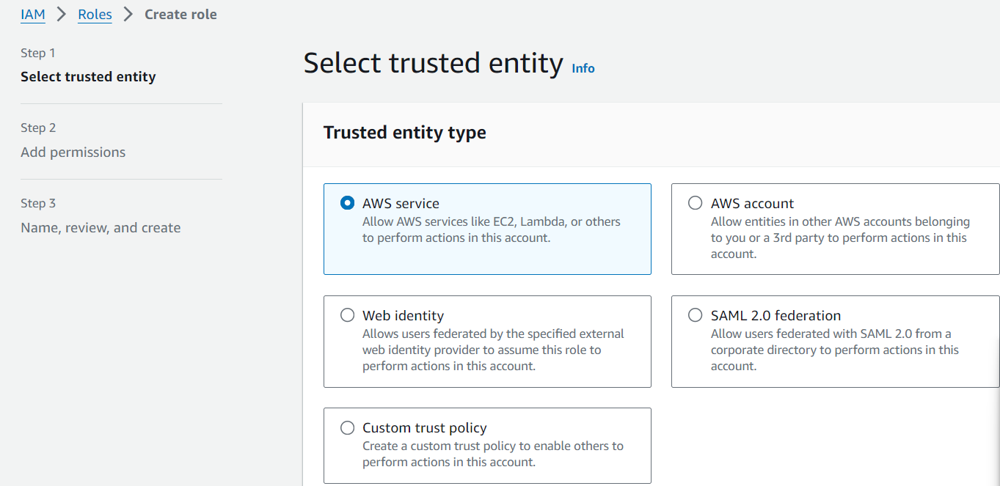 IAM > Roles > Create role
Step 1
Select trusted entity
Step 2
Add permissions
Step 3
Name, review, and create
Select trusted entity Info
Trusted entity type
AWS service
Allow AWS services like EC2, Lambda, or others
to perform actions in this account.
AWS account
Allow entities in other AWS accounts belonging
to you or a 3rd party to perform actions in this
account.
Web identity
Allows users federated by the specified external
web identity provider to assume this role to
perform actions in this account.
SAML 2.0 federation
Allow users federated with SAML 2.0 from a
corporate directory to perform actions in this
account.
Custom trust policy
Create a custom trust policy to enable others to
perform actions in this account.